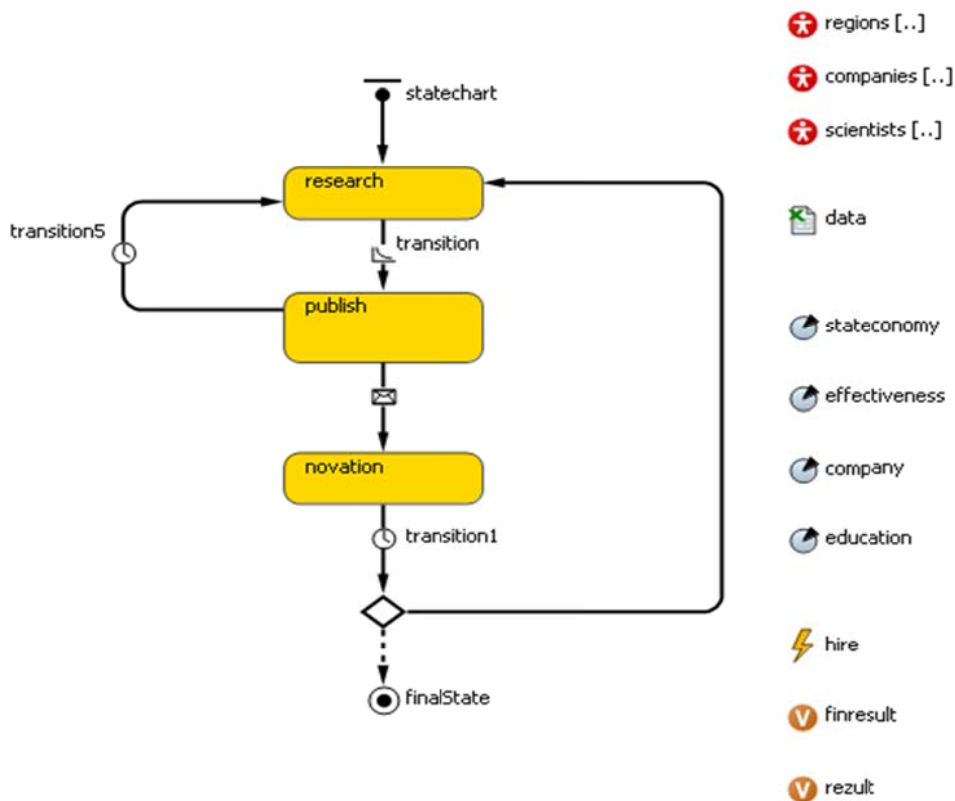 statechart
research
transition5
transition
publish
novation
transition1
finalState
regions [..]
companies [..]
scientists [..]
data
stateconomy
effectiveness
company
education
hire
V finresult
V rezult